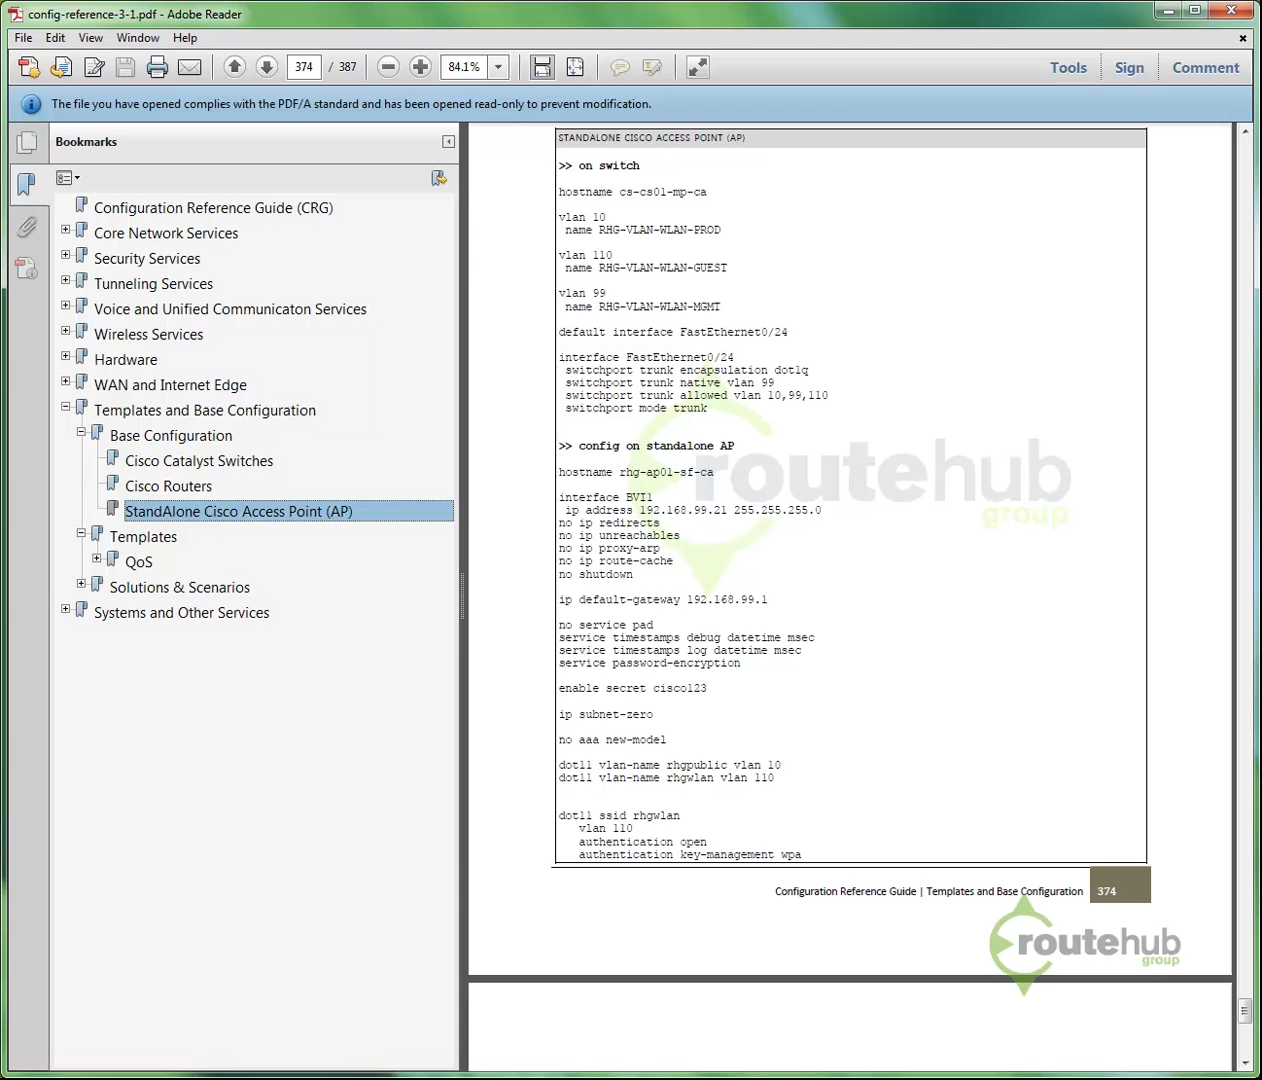 config-reference-3-1.pdf - Adobe Reader
File Edit View Window Help
374 / 387 84.1% Tools Sign Comment
The file you have opened complies with the PDF/A standard and has been opened read-only to prevent modification.
Bookmarks
Configuration Reference Guide (CRG)
Core Network Services
Security Services
Tunneling Services
Voice and Unified Communicaton Services
Wireless Services
Hardware
WAN and Internet Edge
Templates and Base Configuration
Base Configuration
Cisco Catalyst Switches
Cisco Routers
StandAlone Cisco Access Point (AP)
Templates
QoS
Solutions & Scenarios
Systems and Other Services
STANDALONE CISCO ACCESS POINT (AP)
>> on switch
hostname cs-cs01-mp-ca
vlan 10
name RHG-VLAN-WLAN-PROD
vlan 110
name RHG-VLAN-WLAN-GUEST
vlan 99
name RHG-VLAN-WLAN-MGMT
default interface FastEthernet0/24
interface FastEthernet0/24
switchport trunk encapsulation dot1q
switchport trunk native vlan 99
switchport trunk allowed vlan 10,99,110
switchport mode trunk
>> config on standalone AP
hostname rhg-ap01-sf-ca
interface BVI1
ip address 192.168.99.21 255.255.255.0
no ip redirects
no ip unreachables
no ip proxy-arp
no ip route-cache
no shutdown
ip default-gateway 192.168.99.1
no service pad
service timestamps debug datetime msec
service timestamps log datetime msec
service password-encryption
enable secret cisco123
ip subnet-zero
no aaa new-model
dot11 vlan-name rhgpublic vlan 10
dot11 vlan-name rhgwlan vlan 110
dot11 ssid rhgwlan
vlan 110
authentication open
authentication key-management wpa
routehub
group
Configuration Reference Guide | Templates and Base Configuration 374
routehub
group